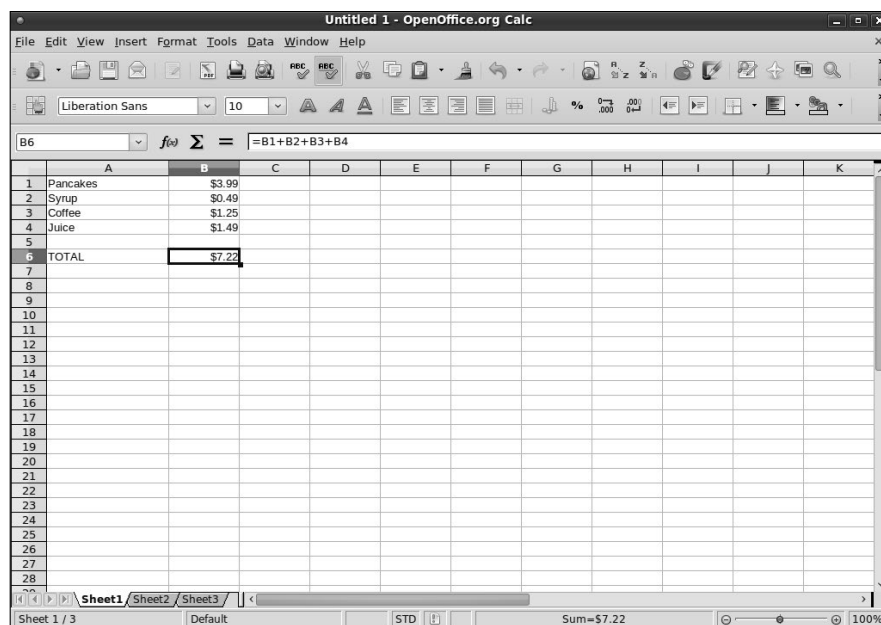 Untitled 1 - OpenOffice.org Calc
File Edit View Insert Format Tools Data Window Help
Liberation Sans 10
B6 f(x) Σ = =B1+B2+B3+B4
A B C D E F G H I J K
1 Pancakes $3.99
2 Syrup $0.49
3 Coffee $1.25
4 Juice $1.49
5
6 TOTAL $7.22
7
8
9
10
11
12
13
14
15
16
17
18
19
20
21
22
23
24
25
26
27
28
Sheet1 Sheet2 Sheet3
Sheet 1 / 3 Default STD Sum=$7.22 100%